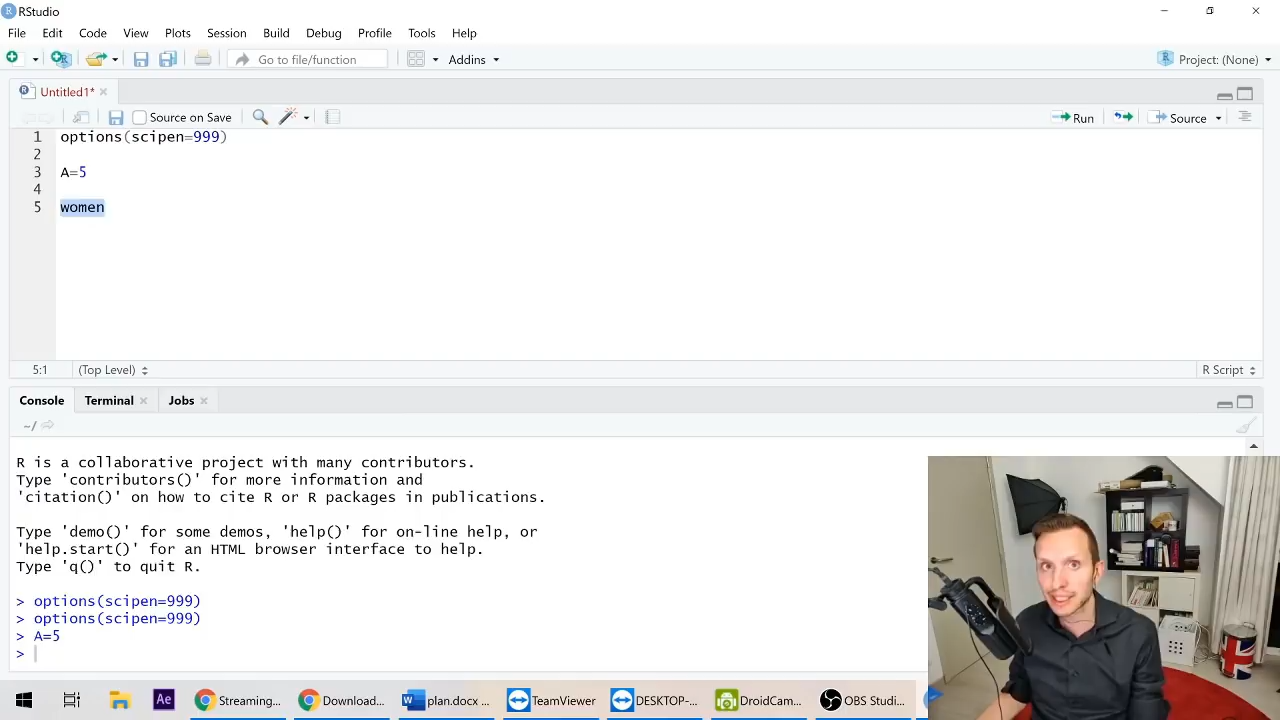 RStudio
File Edit Code View Plots Session Build Debug Profile Tools Help
Go to file/function Addins Project: (None)
Untitled1*
Source on Save Run Source
1 options(scipen=999)
2
3 A=5
4
5 women
5:1 (Top Level) R Script
Console Terminal Jobs
~/
R is a collaborative project with many contributors.
Type 'contributors()' for more information and
'citation()' on how to cite R or R packages in publications.
Type 'demo()' for some demos, 'help()' for on-line help, or
'help.start()' for an HTML browser interface to help.
Type 'q()' to quit R.
> options(scipen=999)
> options(scipen=999)
> A=5
>
Ae Streaming... Download... W plan.docx ... TeamViewer DESKTOP-... DroidCam... OBS Studi...